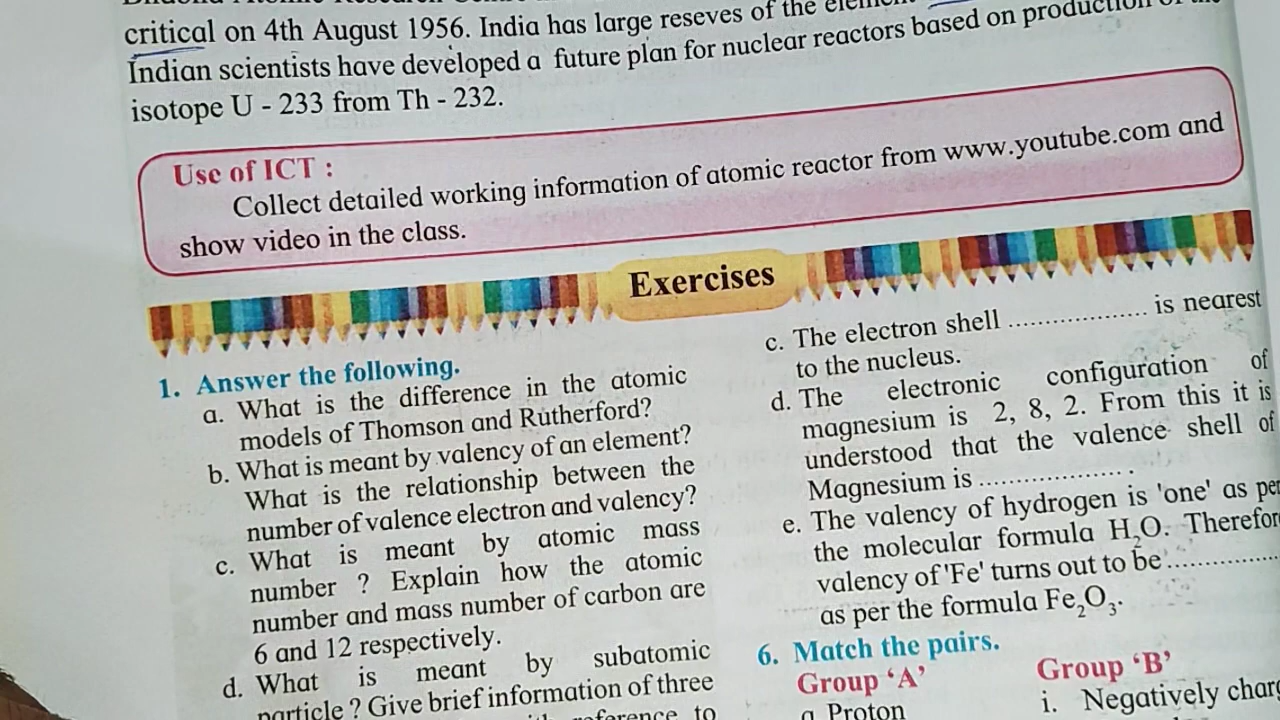 critical on 4th August 1956. India has large reseves of the
Indian scientists have developed a future plan for nuclear reactors based on production
isotope U - 233 from Th - 232.
Use of ICT :
Collect detailed working information of atomic reactor from www.youtube.com and
show video in the class.
Exercises
1. Answer the following.
a. What is the difference in the atomic
models of Thomson and Rutherford?
b. What is meant by valency of an element?
What is the relationship between the
number of valence electron and valency?
c. What is meant by atomic mass
number ? Explain how the atomic
number and mass number of carbon are
6 and 12 respectively.
d. What is meant by subatomic
particle ? Give brief information of three
to
c. The electron shell ................... is nearest
to the nucleus.
d. The electronic configuration of
magnesium is 2, 8, 2. From this it is
understood that the valence shell of
Magnesium is ..................... .
e. The valency of hydrogen is 'one' as per
the molecular formula H₂O. Therefor
valency of 'Fe' turns out to be ...............
as per the formula Fe₂O₃.
6. Match the pairs.
Group ‘A’ Group ‘B’
a. Proton i. Negatively